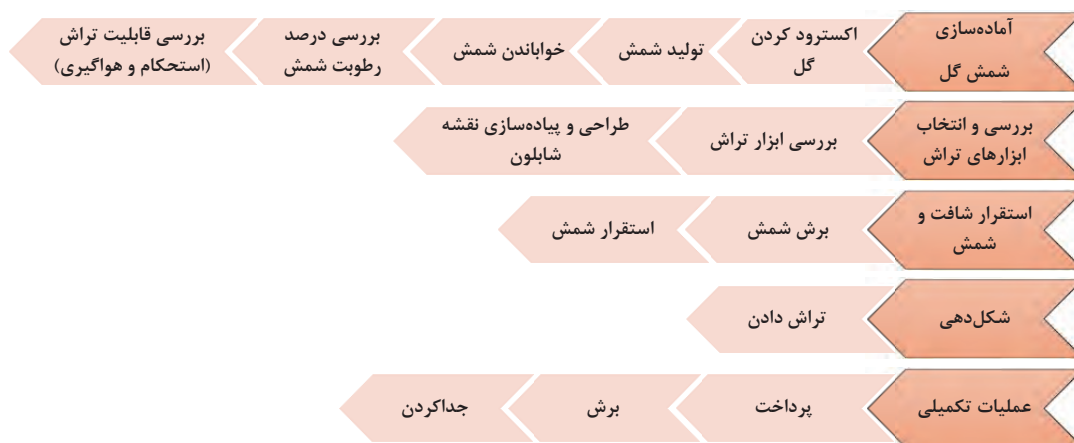 آماده‌سازی
شمش گل
اکسترود کردن
گل
تولید شمش
خواباندن شمش
بررسی درصد
رطوبت شمش
بررسی قابلیت تراش
(استحکام و هواگیری)
بررسی و انتخاب
ابزارهای تراش
بررسی ابزار تراش
طراحی و پیاده‌سازی نقشه
شابلون
استقرار شافت و
شمش
برش شمش
استقرار شمش
شکل‌دهی
تراش دادن
عملیات تکمیلی
پرداخت
برش
جداکردن